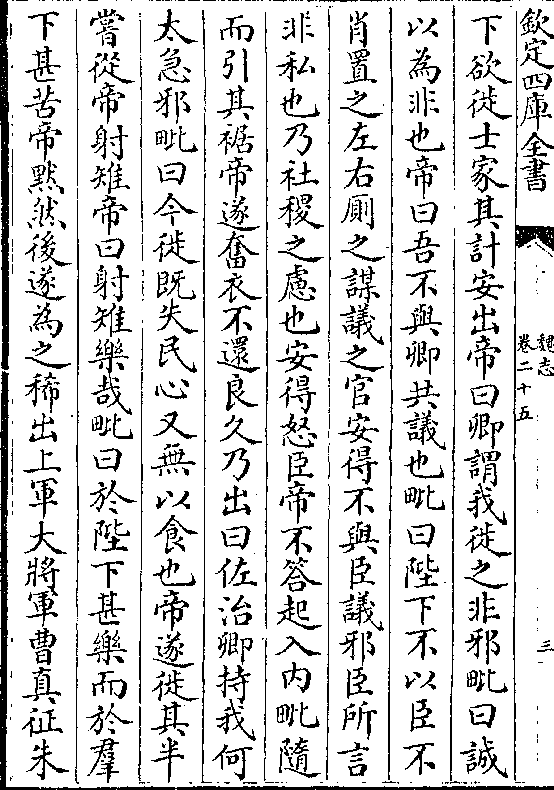 欽定四庫全書
魏志
卷二十五
三
下欲徙士家其計安出帝曰卿謂我徙之非邪毗曰誠
以為非也帝曰吾不與卿共議也毗曰陛下不以臣不
肖置之左右厠之謀議之官安得不與臣議邪臣所言
非私也乃社稷之慮也安得怒臣帝不答起入内毗隨
而引其裾帝遂奮衣不還良久乃出曰佐治卿持我何
太急邪毗曰今徙既失民心又無以食也帝遂徙其半
嘗從帝射雉帝曰射雉樂哉毗曰於陛下甚樂而於羣
下甚苦帝黙然後遂為之稀出上軍大將軍曹真征朱